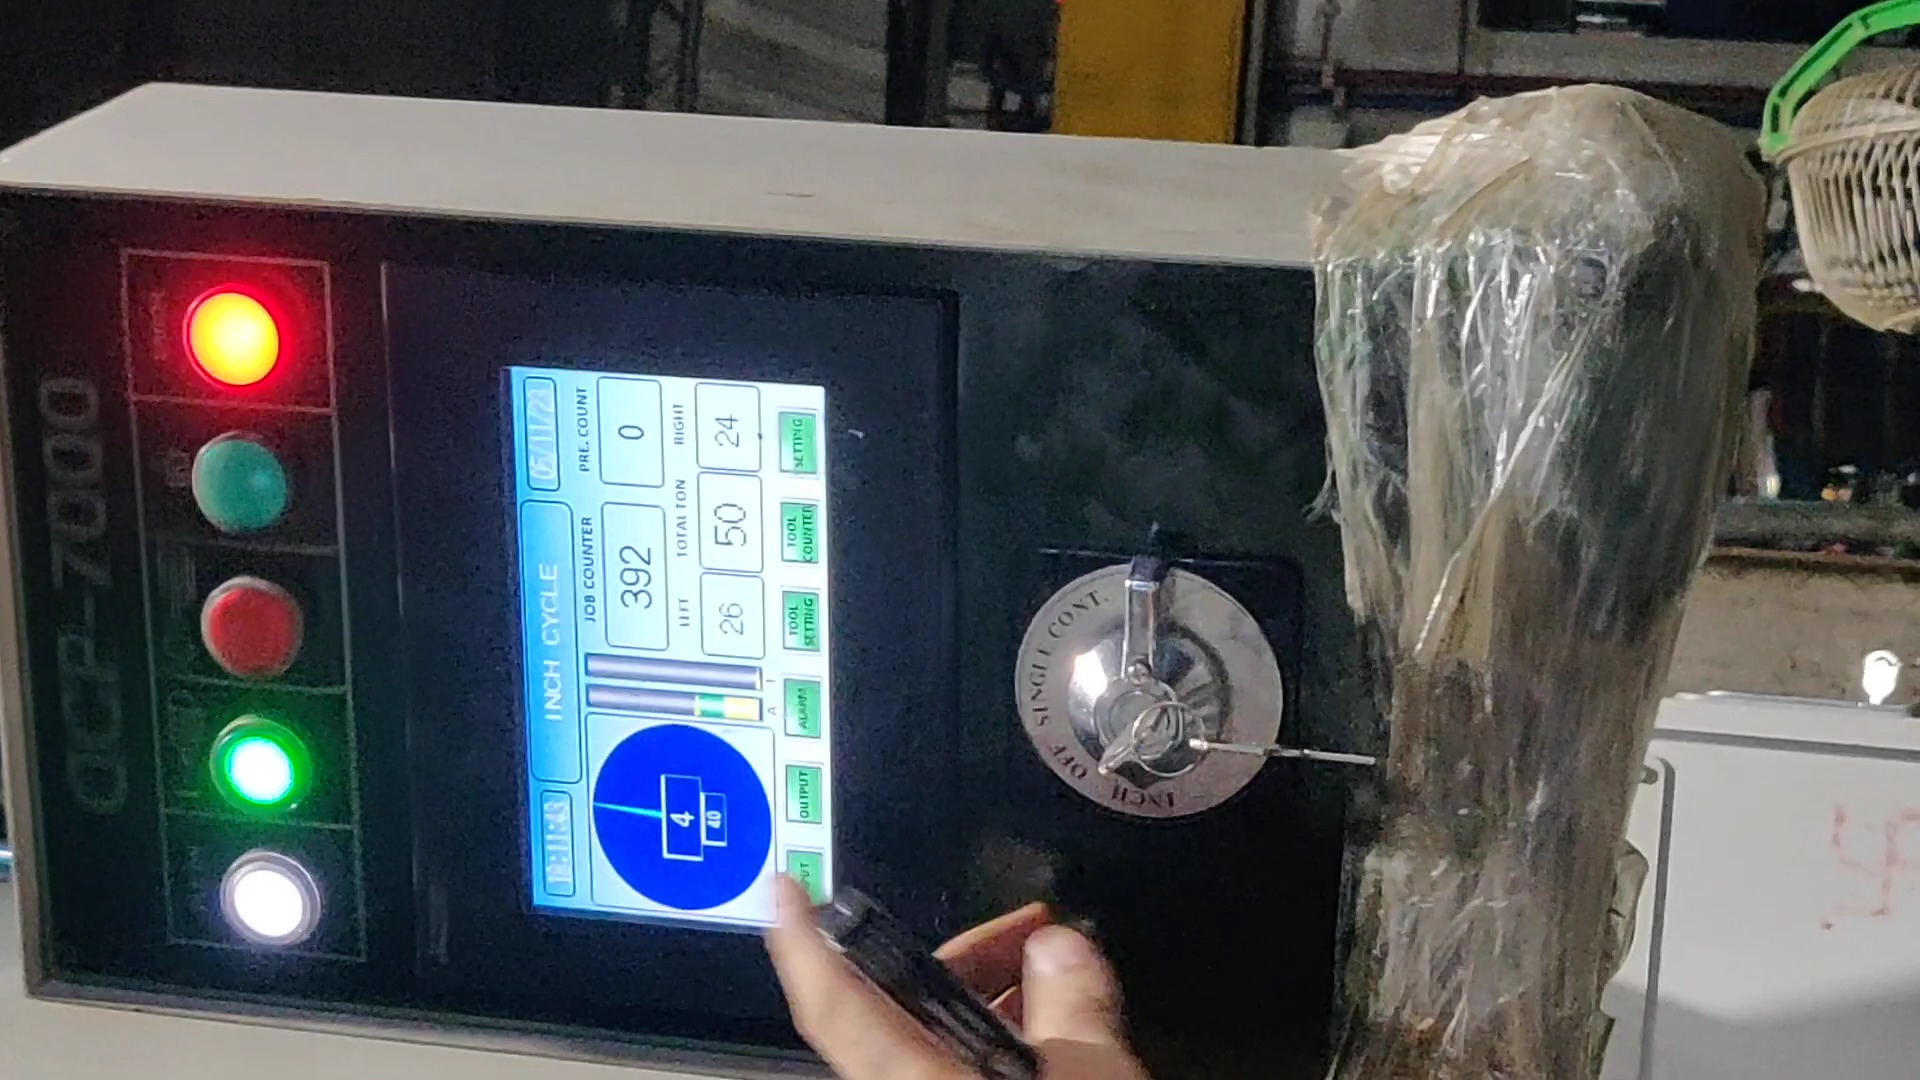 OCP-7000
INCH CYCLE
05/11/23
JOB COUNTER
PRE. COUNT
392
0
LEFT
TOTAL TON
RIGHT
26
50
24
4
40
A
OUTPUT
ALARM
TOOL SETTING
TOOL COUNTER
SETTING
INCH OFF SINGLE CONT.